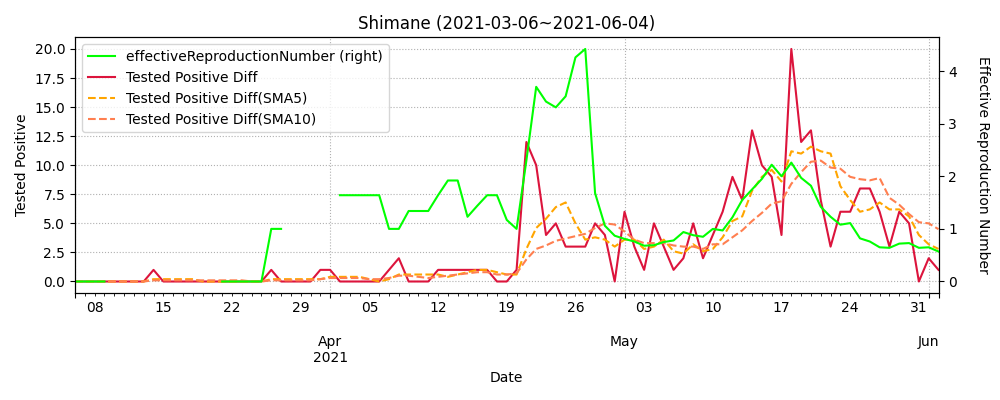 Shimane (2021-03-06~2021-06-04)
effectiveReproductionNumber (right)
Tested Positive Diff
Tested Positive Diff(SMA5)
Tested Positive Diff(SMA10)
Tested Positive
20.0
17.5
15.0
12.5
10.0
7.5
5.0
2.5
0.0
4
3
2
1
0
Effective Reproduction Number
08 15 22 29 05 12 19 26 03 10 17 24 31
Apr May Jun
2021
Date